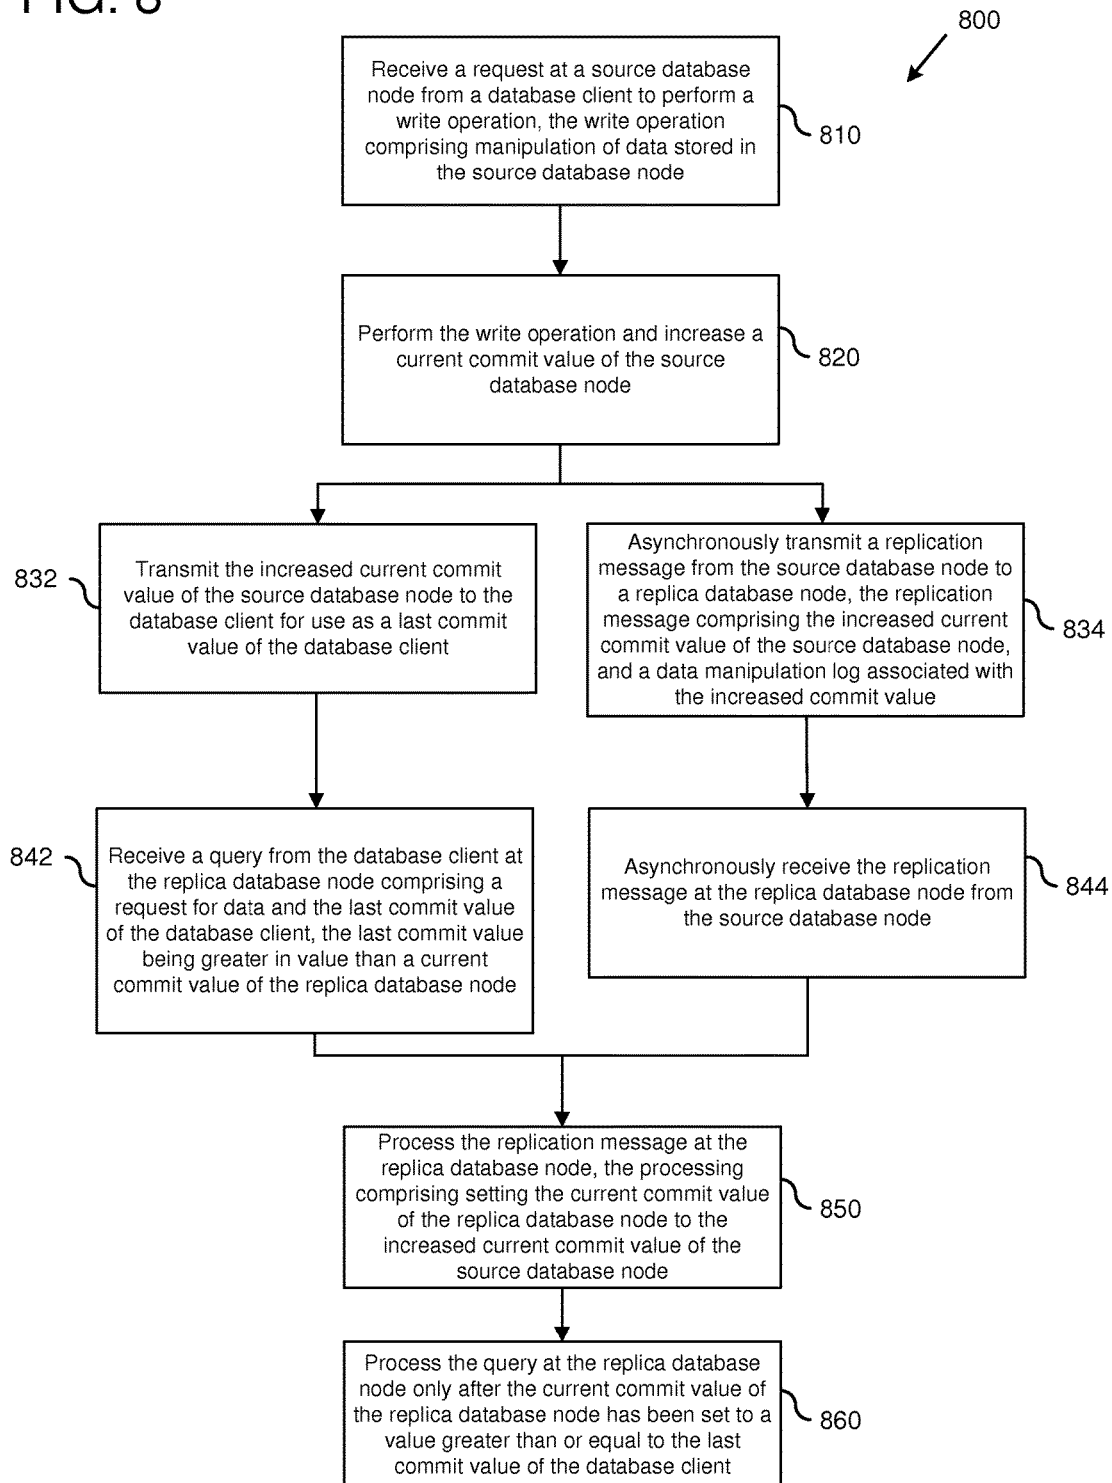 FIG. 8
800
Receive a request at a source database
node from a database client to perform a
write operation, the write operation
comprising manipulation of data stored in
the source database node
810
Perform the write operation and increase a
current commit value of the source
database node
820
Transmit the increased current commit
value of the source database node to the
database client for use as a last commit
value of the database client
832
Asynchronously transmit a replication
message from the source database node to
a replica database node, the replication
message comprising the increased current
commit value of the source database node,
and a data manipulation log associated with
the increased commit value
834
Receive a query from the database client at
the replica database node comprising a
request for data and the last commit value
of the database client, the last commit value
being greater in value than a current
commit value of the replica database node
842
Asynchronously receive the replication
message at the replica database node from
the source database node
844
Process the replication message at the
replica database node, the processing
comprising setting the current commit value
of the replica database node to the
increased current commit value of the
source database node
850
Process the query at the replica database
node only after the current commit value of
the replica database node has been set to a
value greater than or equal to the last
commit value of the database client
860